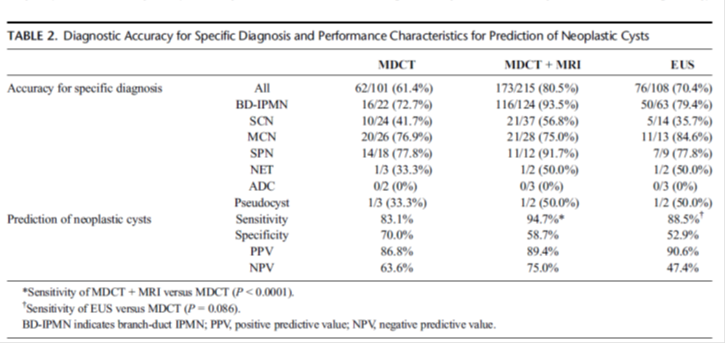 TABLE 2. Diagnostic Accuracy for Specific Diagnosis and Performance Characteristics for Prediction of Neoplastic Cysts
MDCT MDCT + MRI EUS
Accuracy for specific diagnosis All 62/101 (61.4%) 173/215 (80.5%) 76/108 (70.4%)
BD-IPMN 16/22 (72.7%) 116/124 (93.5%) 50/63 (79.4%)
SCN 10/24 (41.7%) 21/37 (56.8%) 5/14 (35.7%)
MCN 20/26 (76.9%) 21/28 (75.0%) 11/13 (84.6%)
SPN 14/18 (77.8%) 11/12 (91.7%) 7/9 (77.8%)
NET 1/3 (33.3%) 1/2 (50.0%) 1/2 (50.0%)
ADC 0/2 (0%) 0/3 (0%) 0/3 (0%)
Pseudocyst 1/3 (33.3%) 1/2 (50.0%) 1/2 (50.0%)
Prediction of neoplastic cysts Sensitivity 83.1% 94.7%* 88.5%†
Specificity 70.0% 58.7% 52.9%
PPV 86.8% 89.4% 90.6%
NPV 63.6% 75.0% 47.4%
*Sensitivity of MDCT + MRI versus MDCT (P < 0.0001).
†Sensitivity of EUS versus MDCT (P = 0.086).
BD-IPMN indicates branch-duct IPMN; PPV, positive predictive value; NPV, negative predictive value.